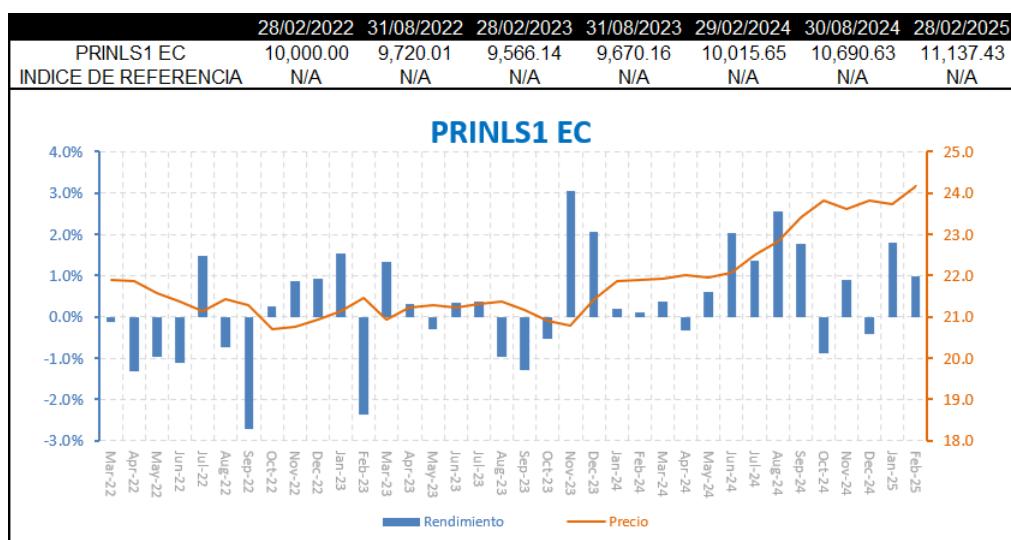 28/02/2022 31/08/2022 28/02/2023 31/08/2023 29/02/2024 30/08/2024 28/02/2025
PRINLS1 EC 10,000.00 9,720.01 9,566.14 9,670.16 10,015.65 10,690.63 11,137.43
INDICE DE REFERENCIA N/A N/A N/A N/A N/A N/A N/A
PRINLS1 EC
4.0% 25.0
3.0% 24.0
2.0% 23.0
1.0% 22.0
0.0% 21.0
-1.0% 20.0
-2.0% 19.0
-3.0% 18.0
Mar-22 Apr-22 May-22 Jun-22 Jul-22 Aug-22 Sep-22 Oct-22 Nov-22 Dec-22 Jan-23 Feb-23 Mar-23 Apr-23 May-23 Jun-23 Jul-23 Aug-23 Sep-23 Oct-23 Nov-23 Dec-23 Jan-24 Feb-24 Mar-24 Apr-24 May-24 Jun-24 Jul-24 Aug-24 Sep-24 Oct-24 Nov-24 Dec-24 Jan-25 Feb-25
Rendimiento Precio